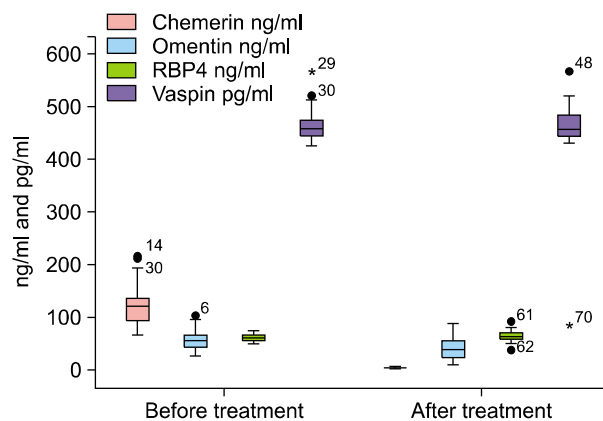 Chemerin ng/ml
Omentin ng/ml
RBP4 ng/ml
Vaspin pg/ml
ng/ml and pg/ml
600
500
400
300
200
100
0
14
30
6
*29
30
61
62
48
*70
Before treatment
After treatment